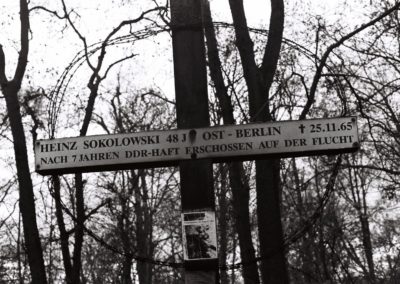 HEINZ SOKOLOWSKI 48 J OST - BERLIN † 25.11.65
NACH 7 JAHREN DDR-HAFT ERSCHOSSEN AUF DER FLUCHT